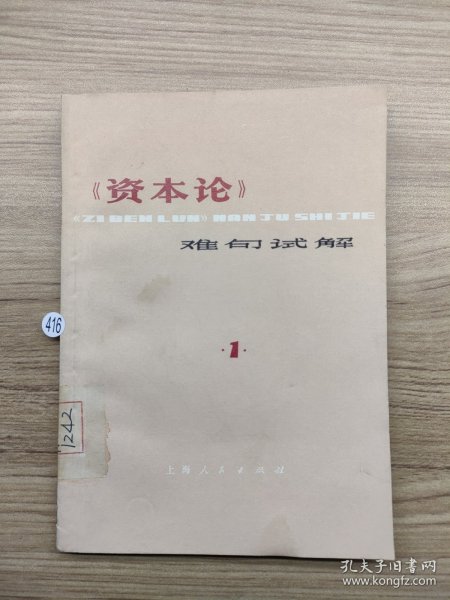 《资本论》
《ZI BEN LUN》NAN JU SHI JIE
难句试解
·1·
416
1242
上海人民出版社
孔夫子旧书网
www.kongfz.com